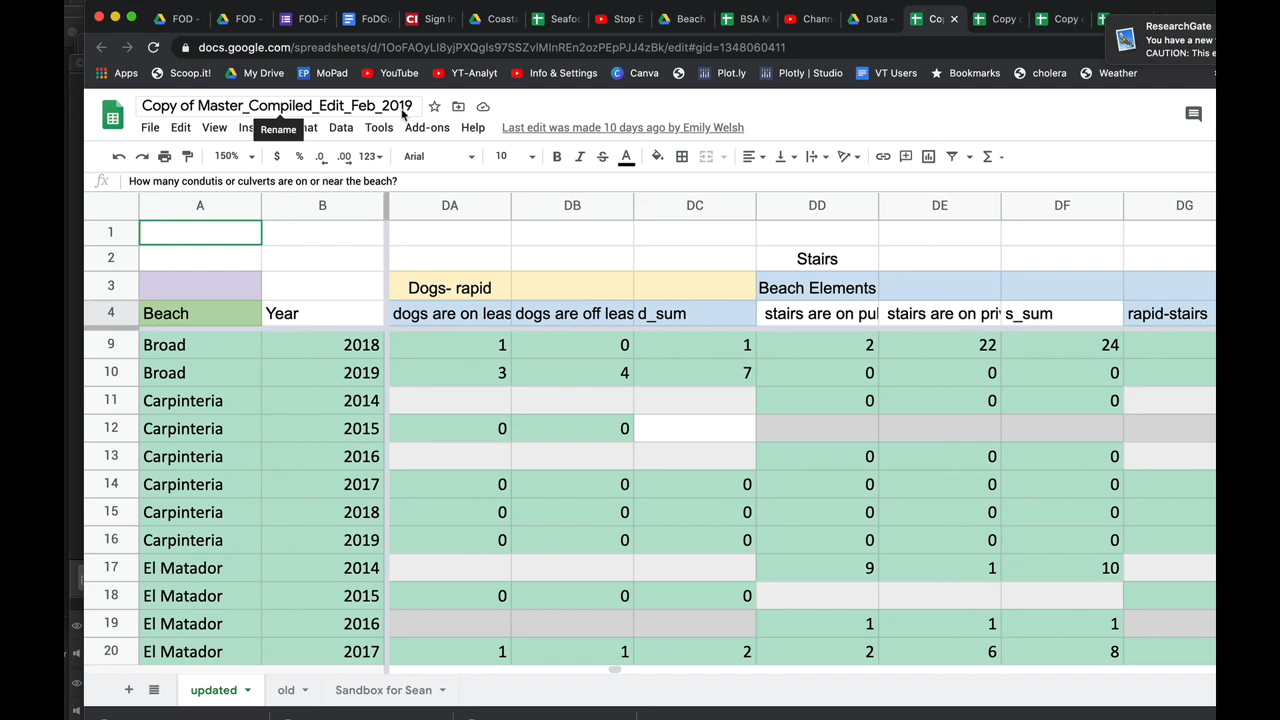 FOD - FOD - FOD-F FoDGu Sign In Coasta Seafoo Stop E Beach BSA M Chann Data - Co Copy Copy
ResearchGate
You have a new
CAUTION: This e
docs.google.com/spreadsheets/d/1OoFAOyLI8yjPXQgls97SSZvlMInREn2ozPEpPJJ4zBk/edit#gid=1348060411
Apps Scoop.it! My Drive EP MoPad YouTube YT-Analyt Info & Settings Canva Plot.ly Plotly | Studio VT Users Bookmarks cholera Weather
Copy of Master_Compiled_Edit_Feb_2019
Rename
File Edit View Ins mat Data Tools Add-ons Help Last edit was made 10 days ago by Emily Welsh
150% $ % .0 .00 123 Arial 10 B I S A
fx How many condutis or culverts are on or near the beach?
A B DA DB DC DD DE DF DG
1
2 Stairs
3 Dogs- rapid Beach Elements
4 Beach Year dogs are on leas dogs are off leas d_sum stairs are on pul stairs are on pri s_sum rapid-stairs
9 Broad 2018 1 0 1 2 22 24
10 Broad 2019 3 4 7 0 0 0
11 Carpinteria 2014 0 0 0
12 Carpinteria 2015 0 0
13 Carpinteria 2016 0 0 0
14 Carpinteria 2017 0 0 0 0 0 0
15 Carpinteria 2018 0 0 0 0 0 0
16 Carpinteria 2019 0 0 0 0 0 0
17 El Matador 2014 9 1 10
18 El Matador 2015 0 0 0
19 El Matador 2016 1 1 1
20 El Matador 2017 1 1 2 2 6 8
updated old Sandbox for Sean